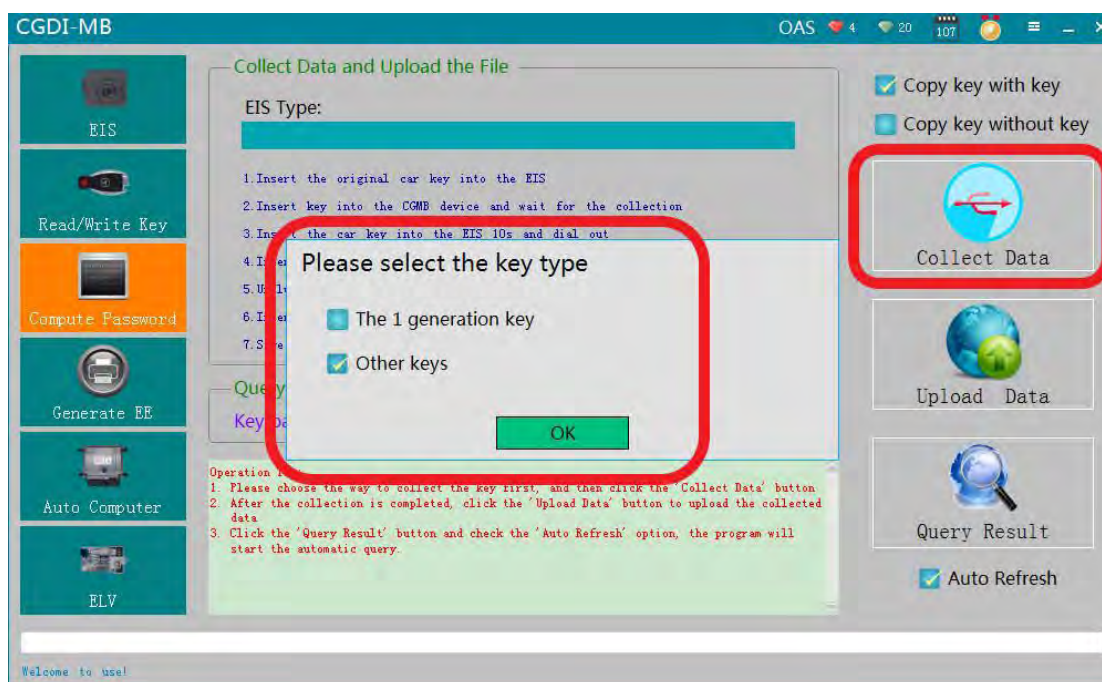 CGDI-MB
OAS 4 20 107
EIS
Read/Write Key
Compute Password
Generate EE
Auto Computer
ELV
Collect Data and Upload the File
EIS Type:
1.Insert the original car key into the EIS
2.Insert key into the CGMB device and wait for the collection
3.Ins t the car key into the EIS 10s and dial out
4.I
5.U
6.I
7.S
Query
Key
Please select the key type
The 1 generation key
Other keys
OK
Operation
1. Please choose the way to collect the key first, and then click the 'Collect Data' button
2. After the collection is completed, click the 'Upload Data' button to upload the collected
data
3. Click the 'Query Result' button and check the 'Auto Refresh' option, the program will
start the automatic query.
Copy key with key
Copy key without key
Collect Data
Upload Data
Query Result
Auto Refresh
Welcome to use!